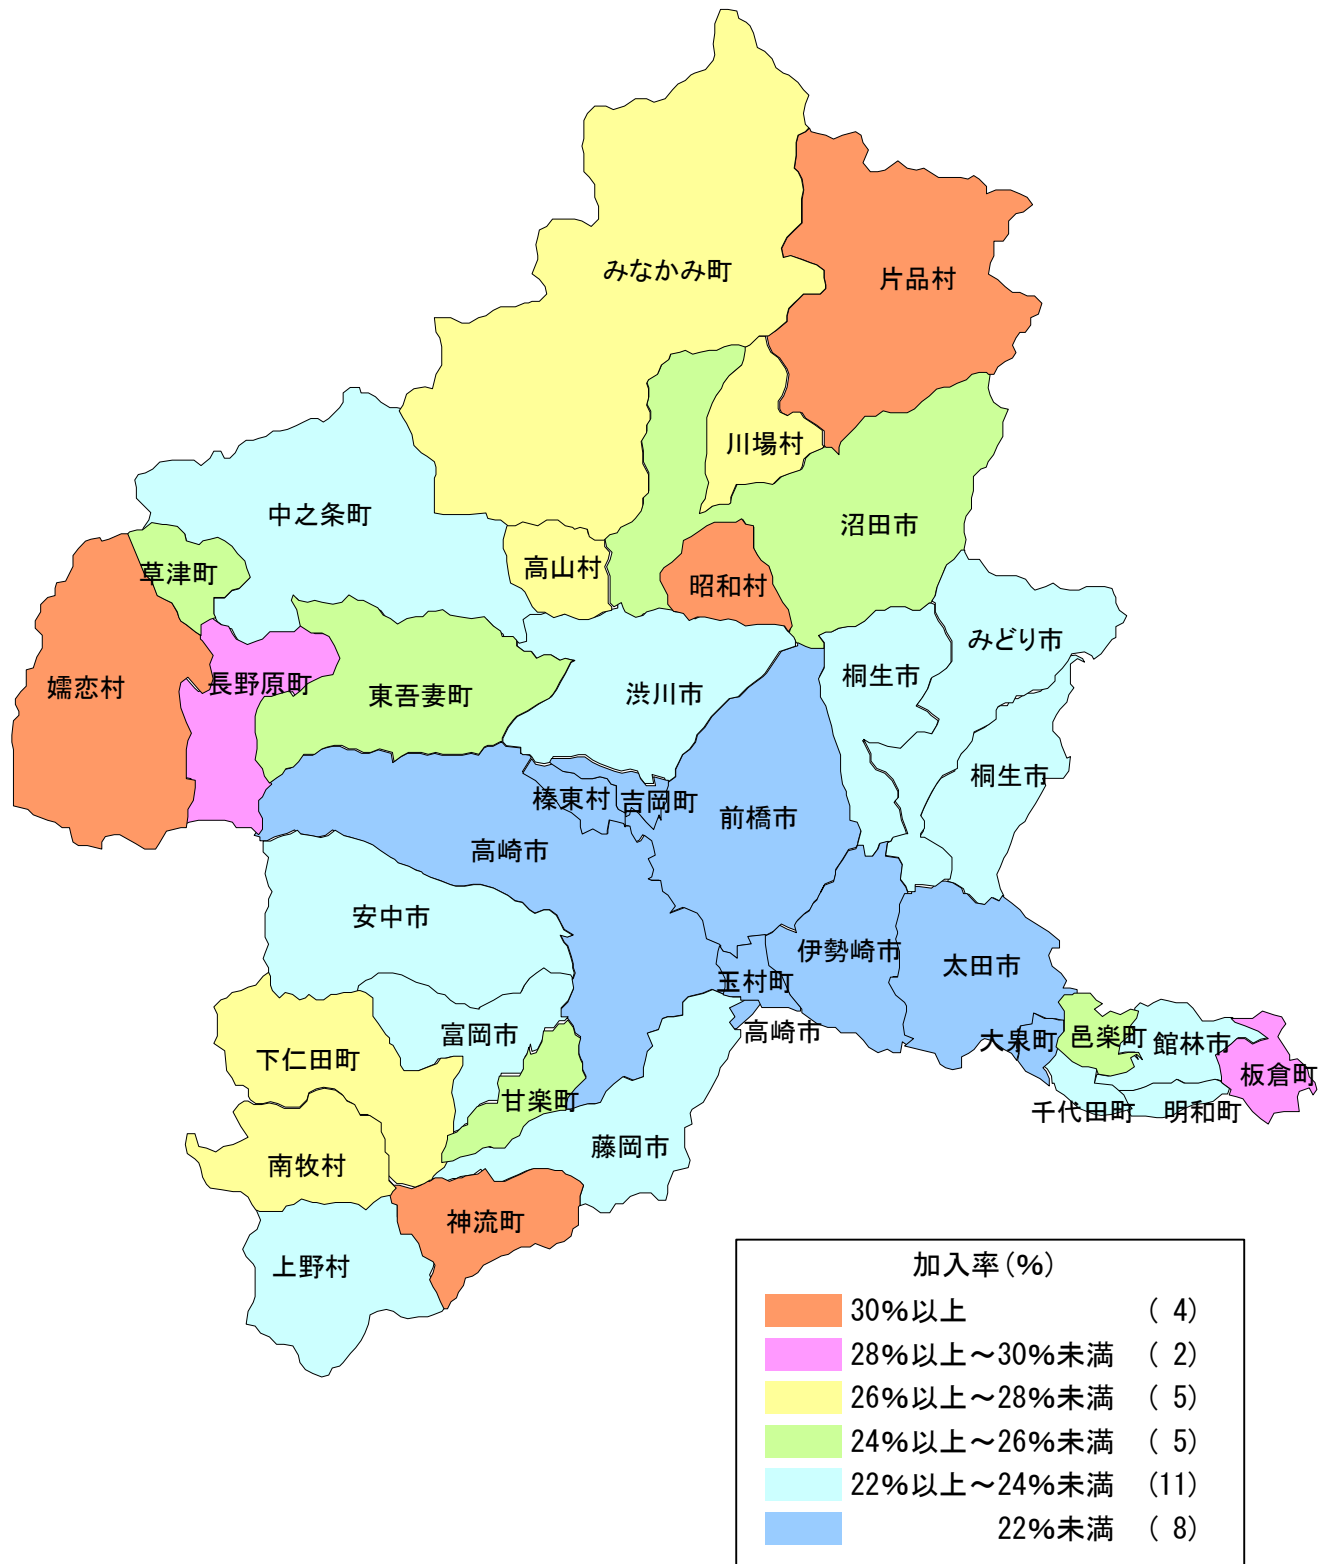 みなかみ町
片品村
川場村
中之条町
沼田市
高山村
草津町
昭和村
みどり市
桐生市
嬬恋村
長野原町
東吾妻町
渋川市
桐生市
榛東村
吉岡町
前橋市
高崎市
安中市
伊勢崎市
太田市
玉村町
富岡市
高崎市
大泉町
邑楽町
館林市
下仁田町
板倉町
甘楽町
千代田町
明和町
藤岡市
南牧村
神流町
上野村
加入率(%)
30%以上 ( 4)
28%以上～30%未満 ( 2)
26%以上～28%未満 ( 5)
24%以上～26%未満 ( 5)
22%以上～24%未満 (11)
22%未満 ( 8)